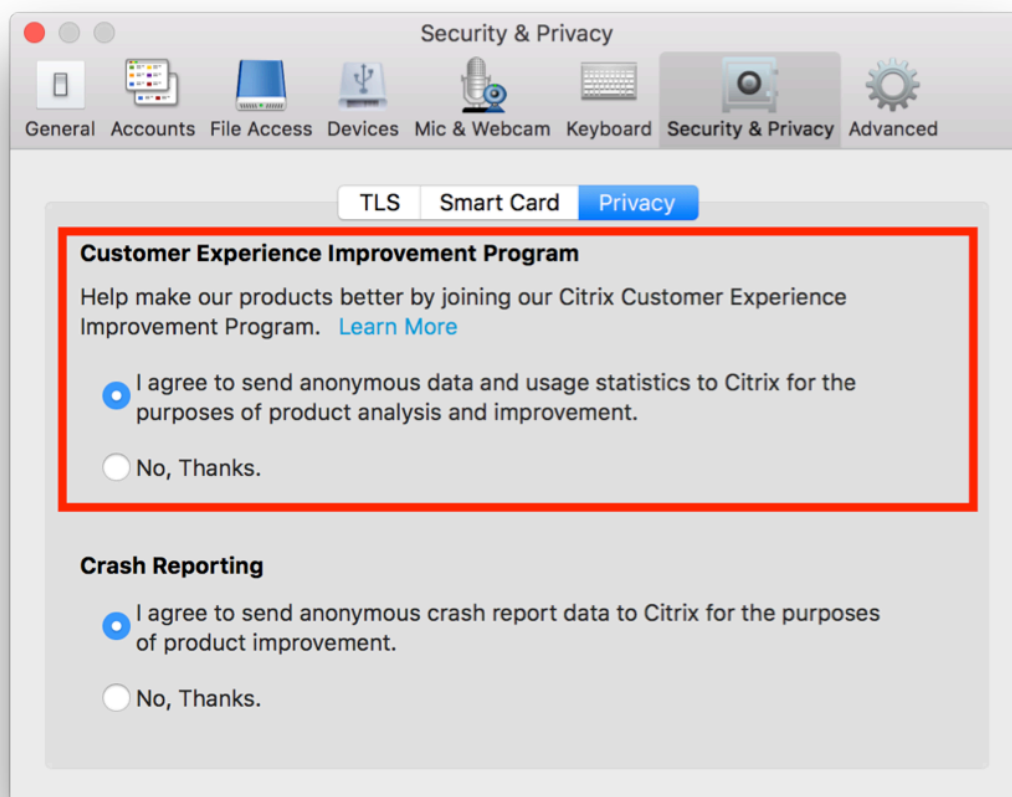 Security & Privacy
General Accounts File Access Devices Mic & Webcam Keyboard Security & Privacy Advanced
TLS Smart Card Privacy
Customer Experience Improvement Program
Help make our products better by joining our Citrix Customer Experience
Improvement Program. Learn More
I agree to send anonymous data and usage statistics to Citrix for the
purposes of product analysis and improvement.
No, Thanks.
Crash Reporting
I agree to send anonymous crash report data to Citrix for the purposes
of product improvement.
No, Thanks.